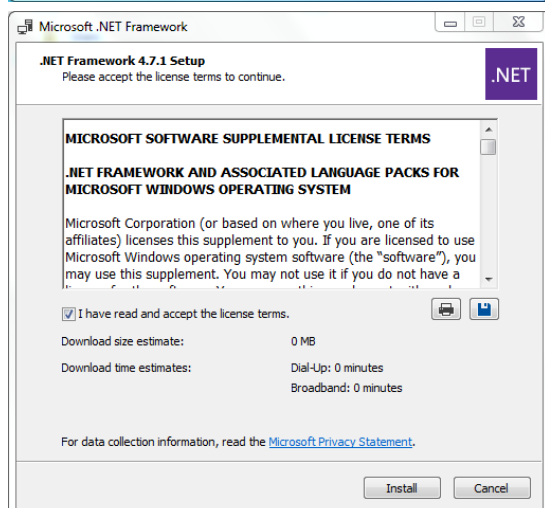 Microsoft .NET Framework
.NET Framework 4.7.1 Setup
Please accept the license terms to continue.
.NET
MICROSOFT SOFTWARE SUPPLEMENTAL LICENSE TERMS
.NET FRAMEWORK AND ASSOCIATED LANGUAGE PACKS FOR
MICROSOFT WINDOWS OPERATING SYSTEM
Microsoft Corporation (or based on where you live, one of its
affiliates) licenses this supplement to you. If you are licensed to use
Microsoft Windows operating system software (the “software”), you
may use this supplement. You may not use it if you do not have a
I have read and accept the license terms.
Download size estimate: 0 MB
Download time estimates: Dial-Up: 0 minutes
Broadband: 0 minutes
For data collection information, read the Microsoft Privacy Statement.
Install Cancel